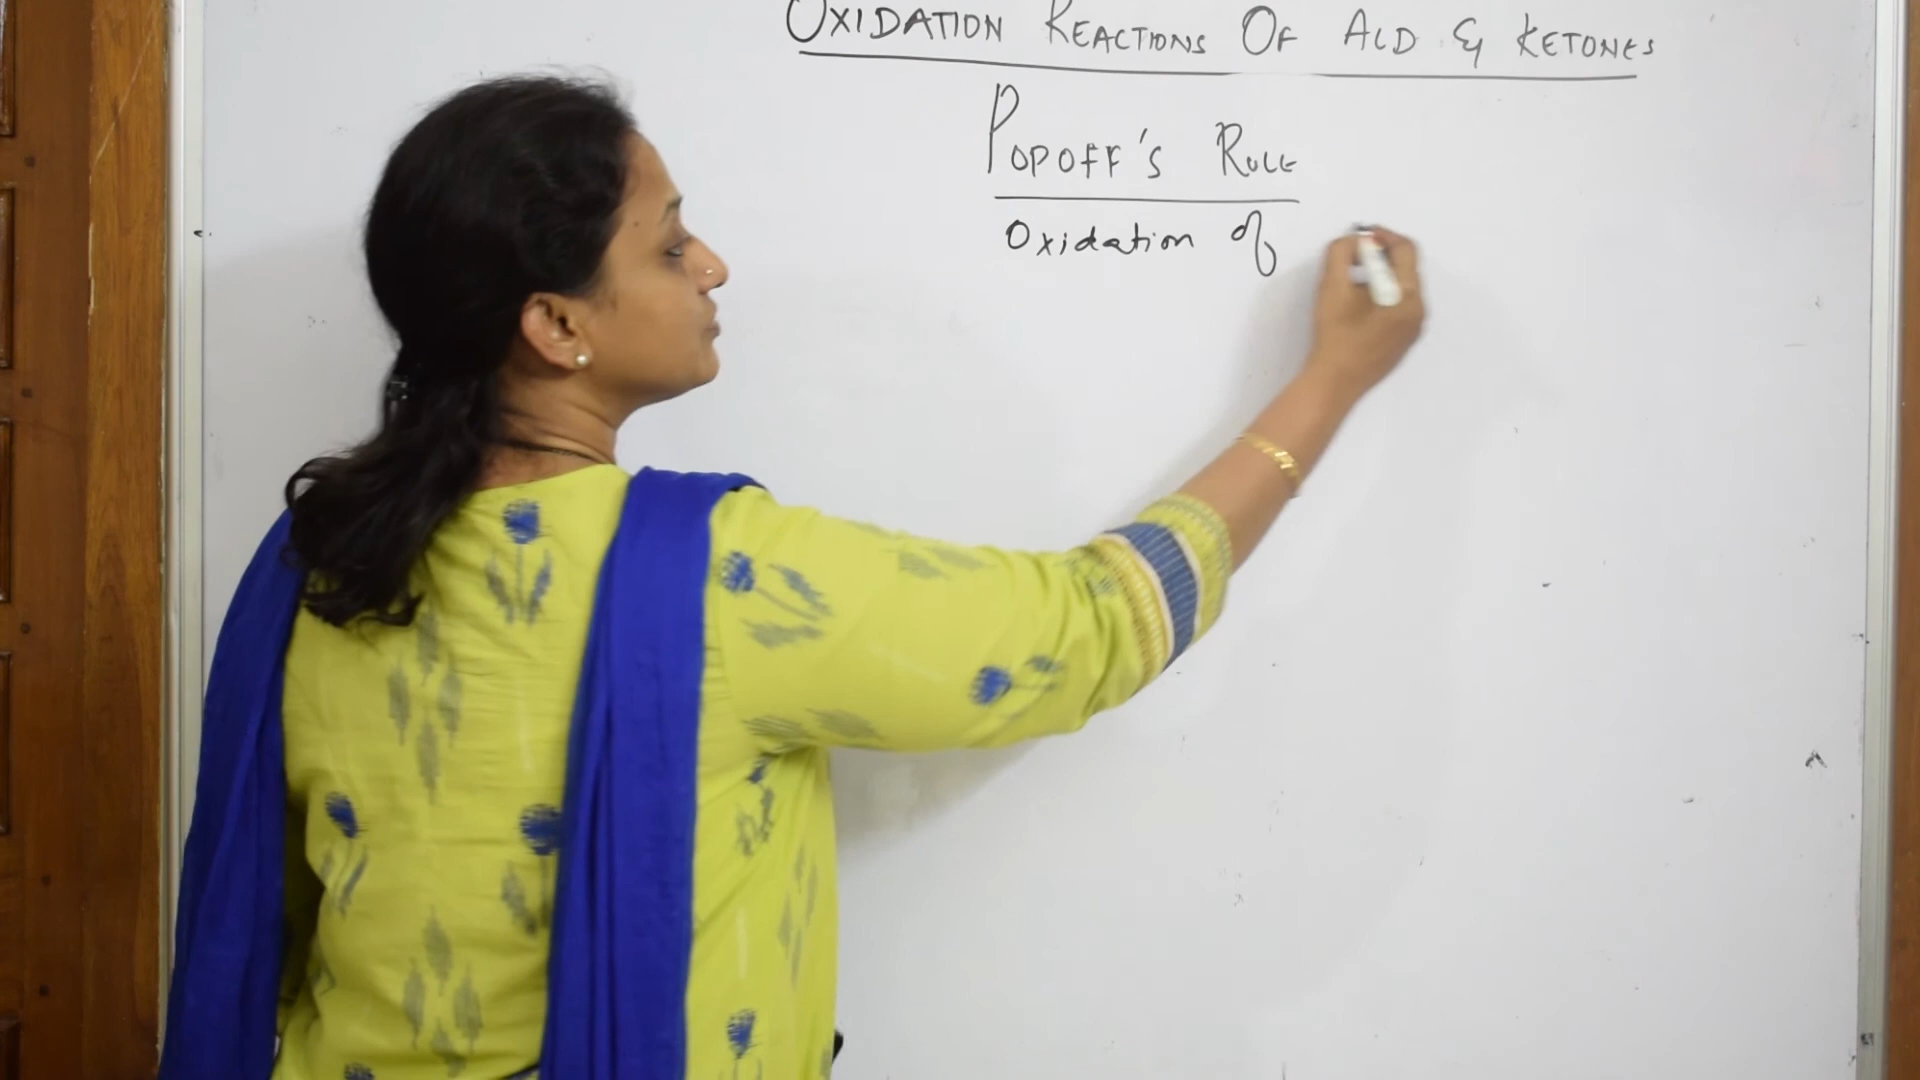 OXIDATION REACTIONS OF ALD & KETONES
POPOFF'S RULE
Oxidation of